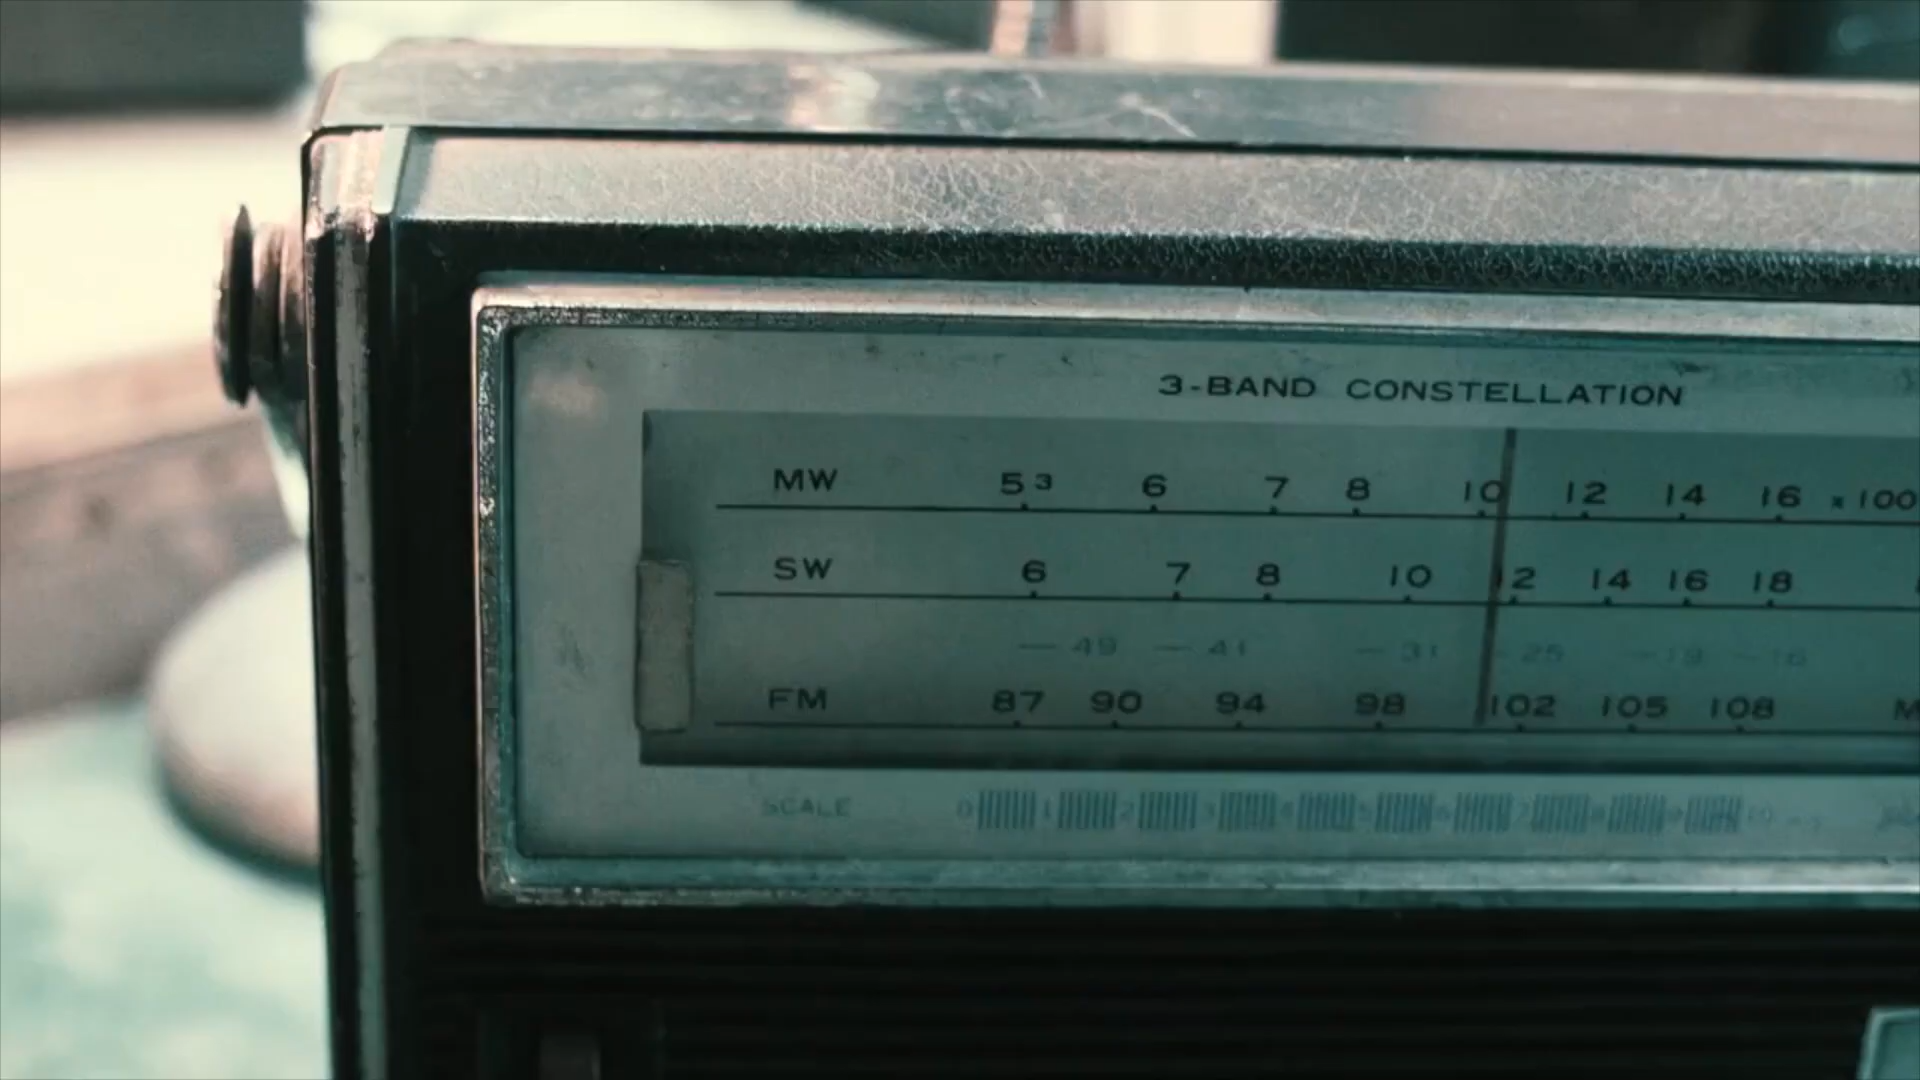 3-BAND CONSTELLATION
MW 53 6 7 8 10 12 14 16 x100
SW 6 7 8 10 12 14 16 18
— 49 — 41 — 31 25 — 19 — 16
FM 87 90 94 98 102 105 108 M
SCALE 0 1 2 3 4 5 6 7 8 9 10